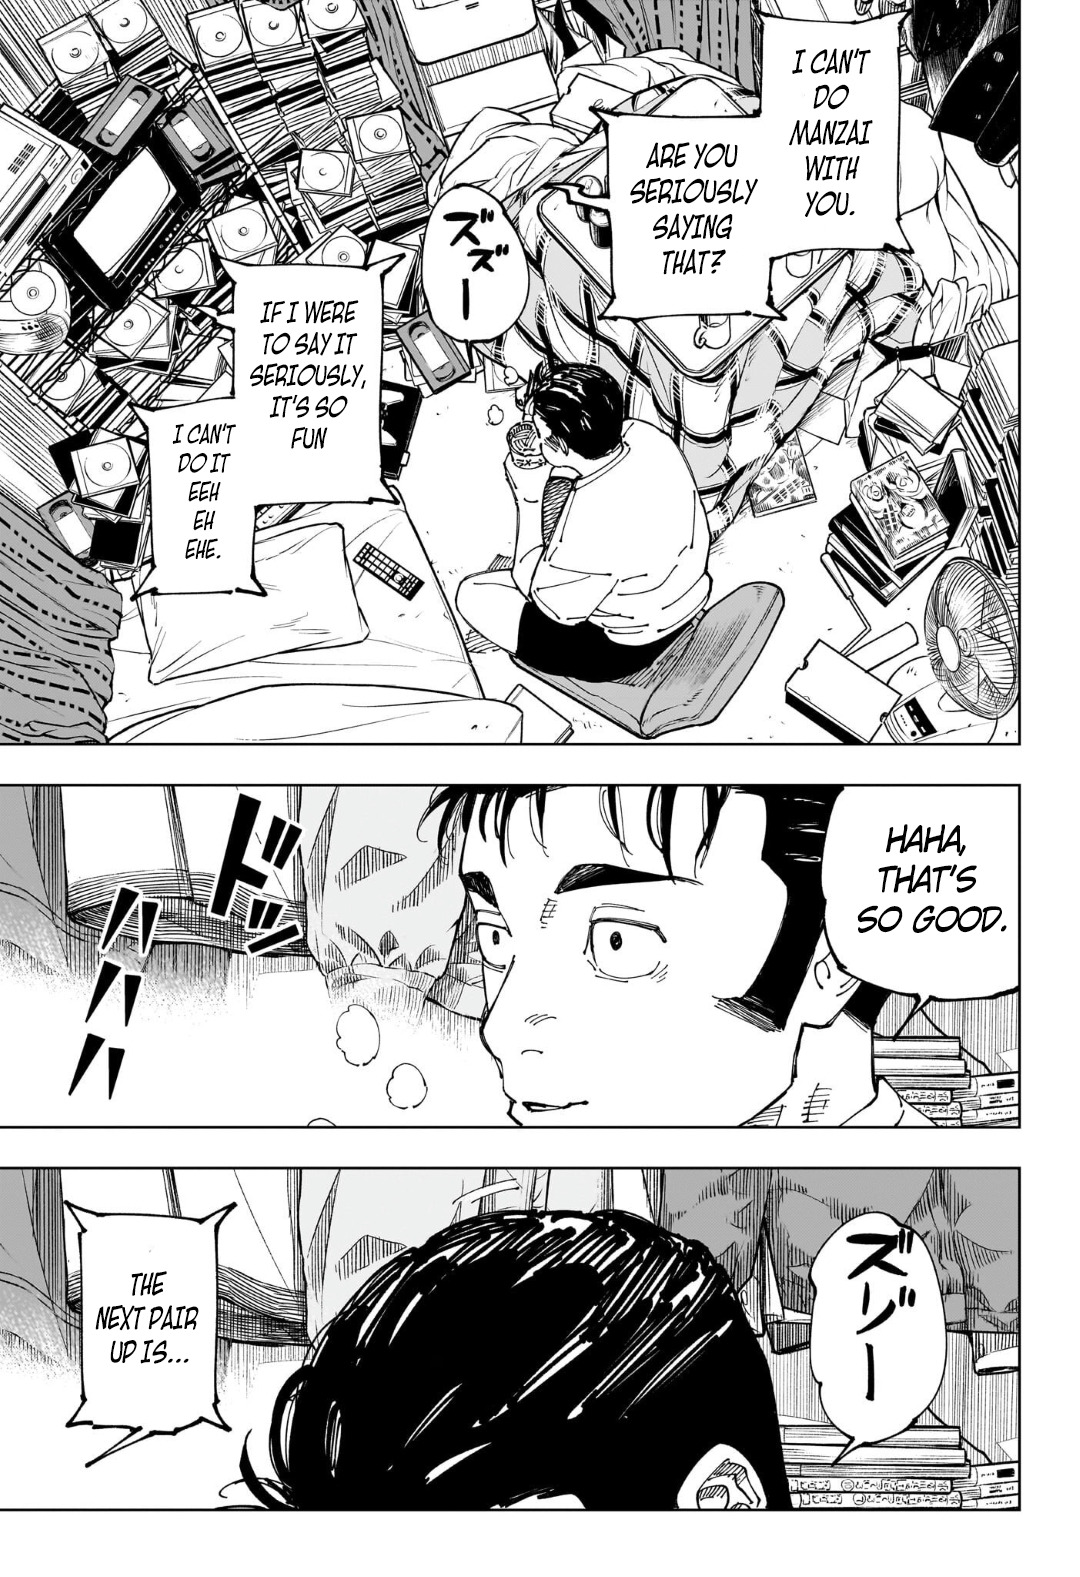 I CAN'T
DO
MANZAI
WITH
YOU.
ARE YOU
SERIOUSLY
SAYING
THAT?
ズズー
IF I WERE
TO SAY IT
SERIOUSLY,
IT'S SO
FUN
I CAN'T
DO IT
EEH
EH
EHE.
HAHA,
THAT'S
SO GOOD.
ドッ
ハハハ
ズゾー
THE
NEXT PAIR
UP IS...